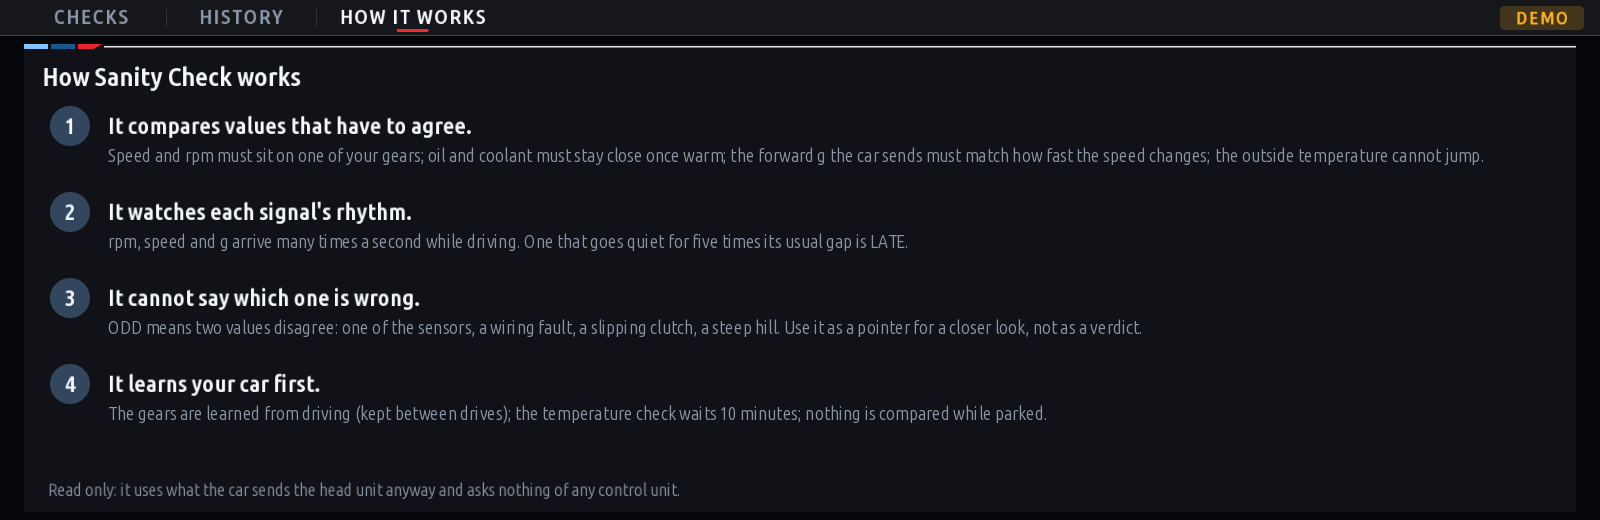 CHECKS
HISTORY
HOW IT WORKS
DEMO
How Sanity Check works
1
It compares values that have to agree.
Speed and rpm must sit on one of your gears; oil and coolant must stay close once warm; the forward g the car sends must match how fast the speed changes; the outside temperature cannot jump.
2
It watches each signal's rhythm.
rpm, speed and g arrive many times a second while driving. One that goes quiet for five times its usual gap is LATE.
3
It cannot say which one is wrong.
ODD means two values disagree: one of the sensors, a wiring fault, a slipping clutch, a steep hill. Use it as a pointer for a closer look, not as a verdict.
4
It learns your car first.
The gears are learned from driving (kept between drives); the temperature check waits 10 minutes; nothing is compared while parked.
Read only: it uses what the car sends the head unit anyway and asks nothing of any control unit.